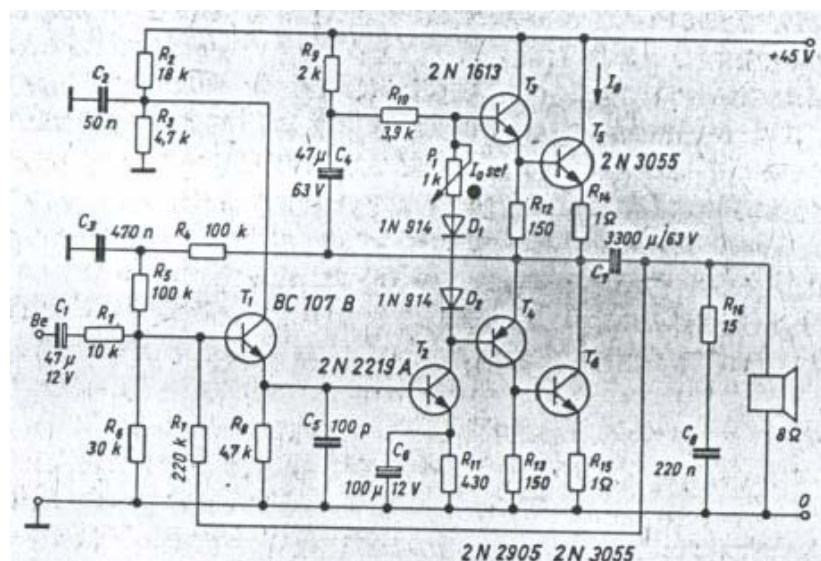 R2
18 k
C2
50 n
R3
4,7 k
R9
2 k
R10
3,9 k
47 µ
63 V
C4
2 N 1613
T3
I0
+45 V
T5
2 N 3055
P1
1 k
I0 set
R14
1Ω
R12
150
1N 914
D1
3300 µ/63 V
C7
C3
470 n
R4
100 k
R5
100 k
T1
BC 107 B
1N 914
D2
T4
R16
15
Be
C1
47 µ
12 V
R1
10 k
T2
2 N 2219 A
T6
R6
30 k
R7
220 k
R8
4,7 k
C5
100 p
C6
100 µ
12 V
R11
430
R13
150
R15
1Ω
C8
220 n
8Ω
0
2 N 2905
2 N 3055